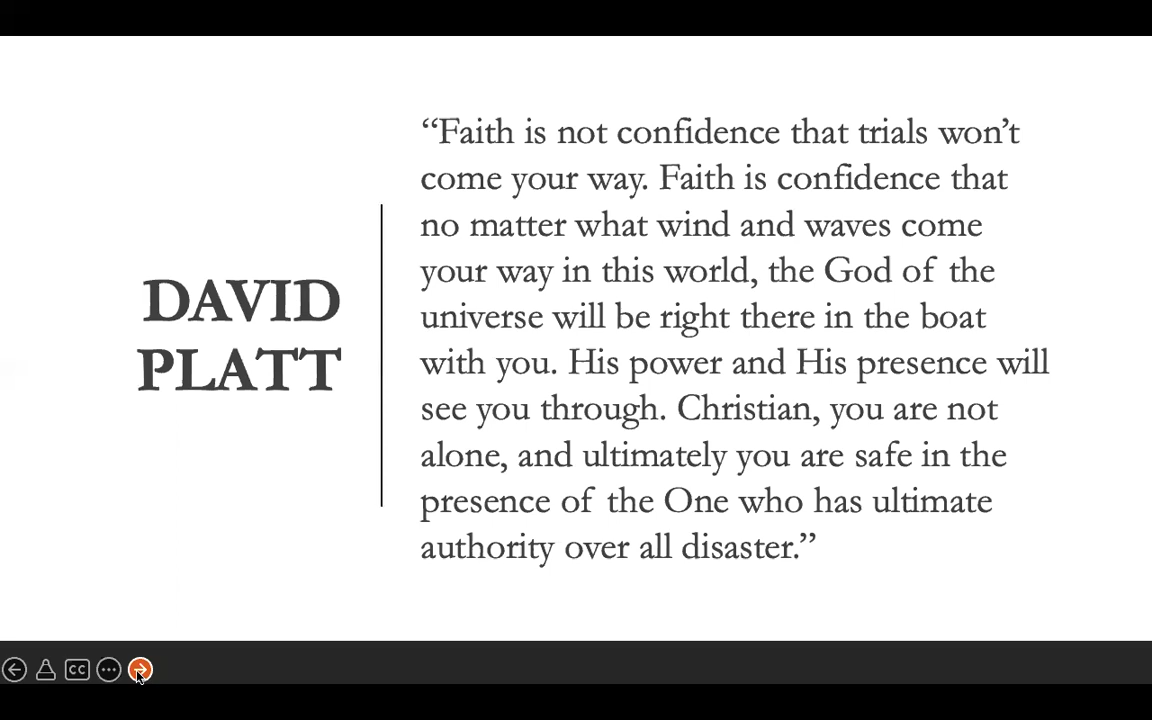 DAVID
PLATT
“Faith is not confidence that trials won’t
come your way. Faith is confidence that
no matter what wind and waves come
your way in this world, the God of the
universe will be right there in the boat
with you. His power and His presence will
see you through. Christian, you are not
alone, and ultimately you are safe in the
presence of the One who has ultimate
authority over all disaster.”
CC